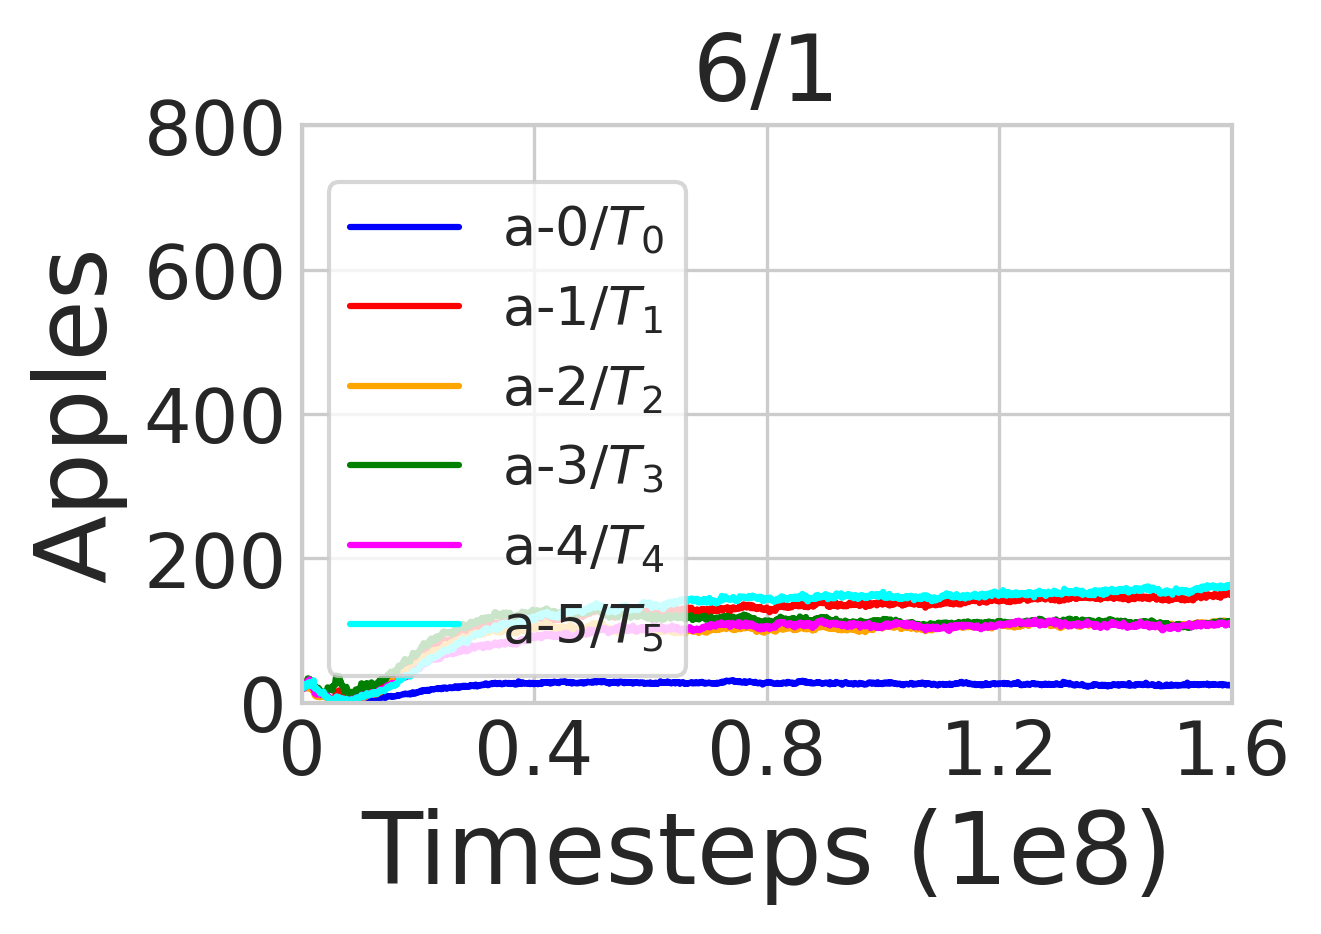 6/1
800
600
400
200
0
Apples
a-0/T₀
a-1/T₁
a-2/T₂
a-3/T₃
a-4/T₄
a-5/T₅
0 0.4 0.8 1.2 1.6
Timesteps (1e8)